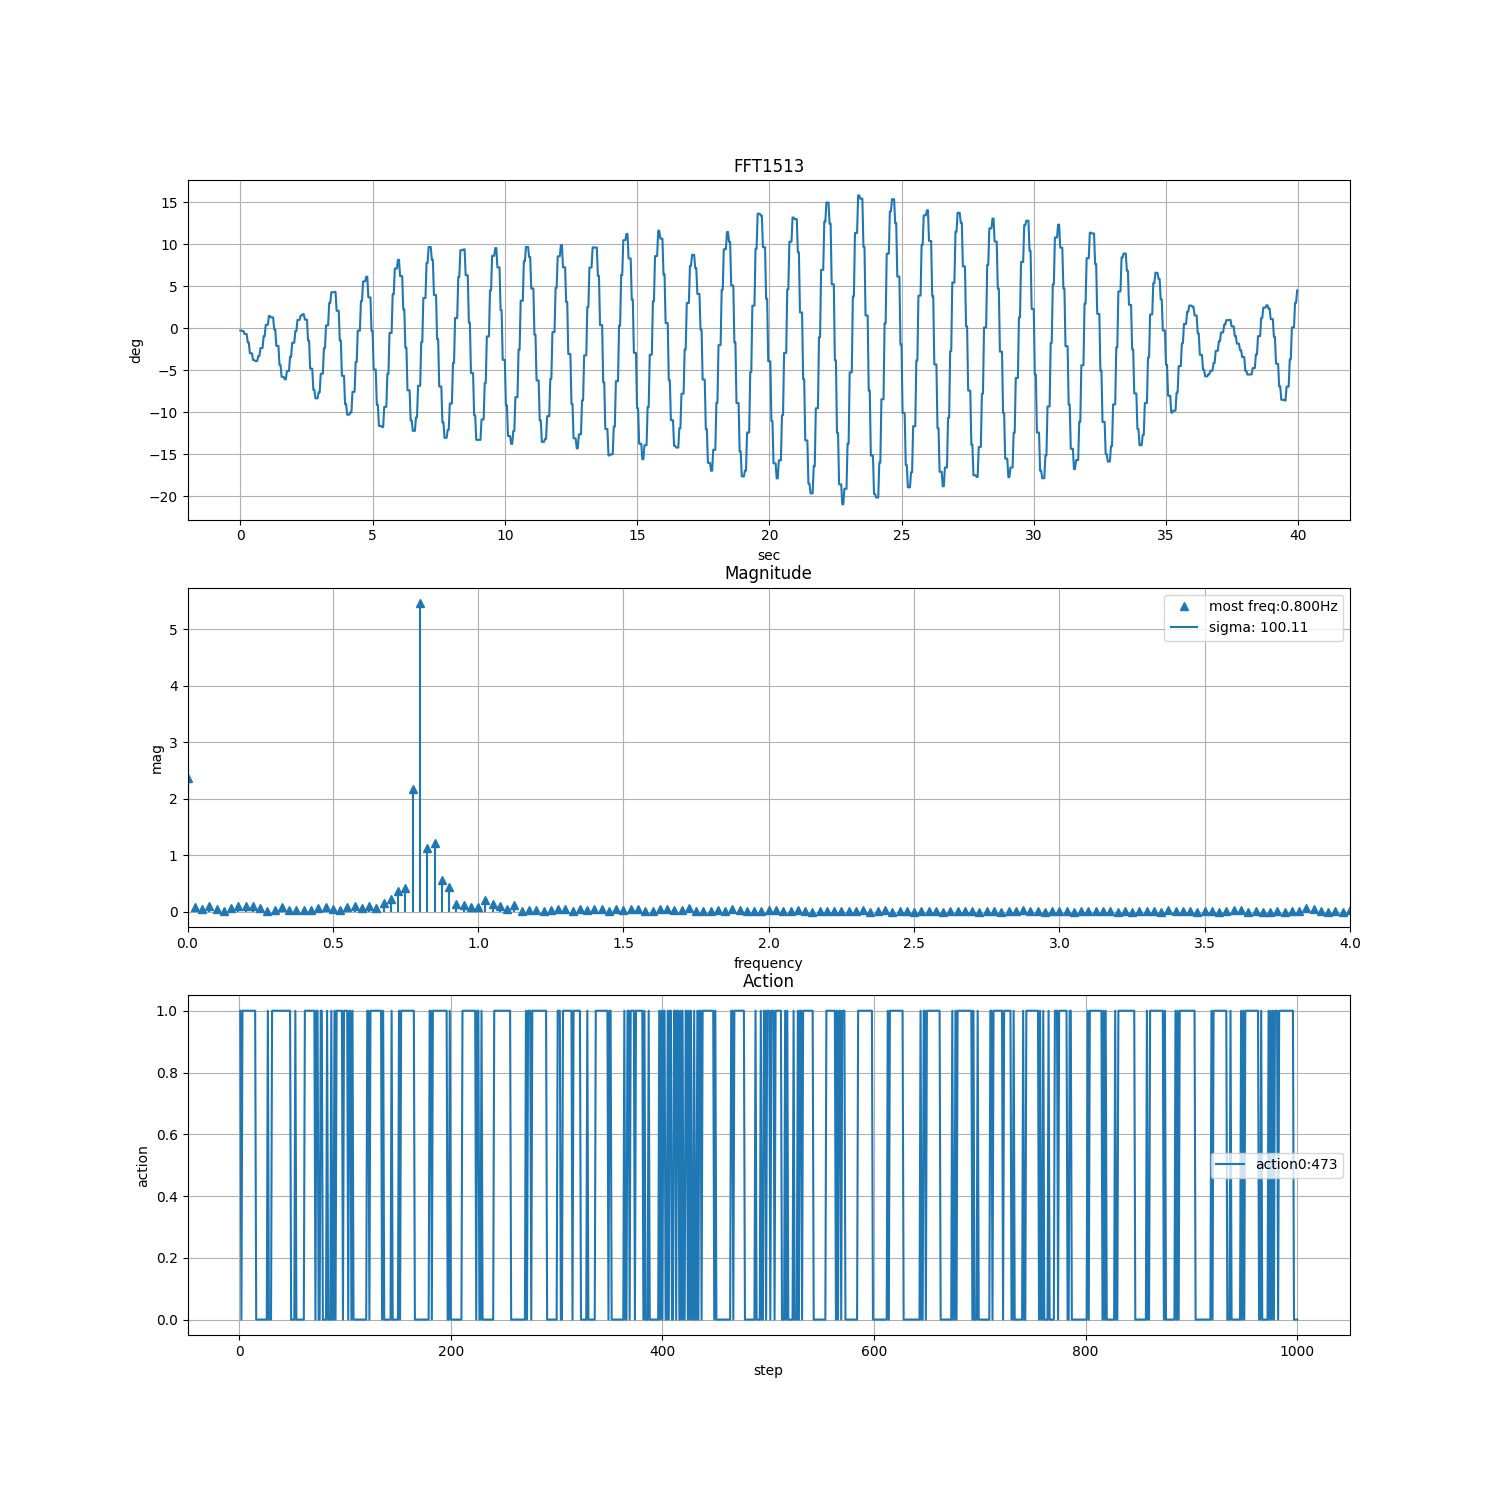 FFT1513
15
10
5
0
−5
−10
−15
−20
deg
0 5 10 15 20 25 30 35 40
sec
Magnitude
most freq:0.800Hz
sigma: 100.11
5
4
3
2
1
0
mag
0.0 0.5 1.0 1.5 2.0 2.5 3.0 3.5 4.0
frequency
Action
1.0
0.8
0.6
0.4
0.2
0.0
action
action0:473
0 200 400 600 800 1000
step